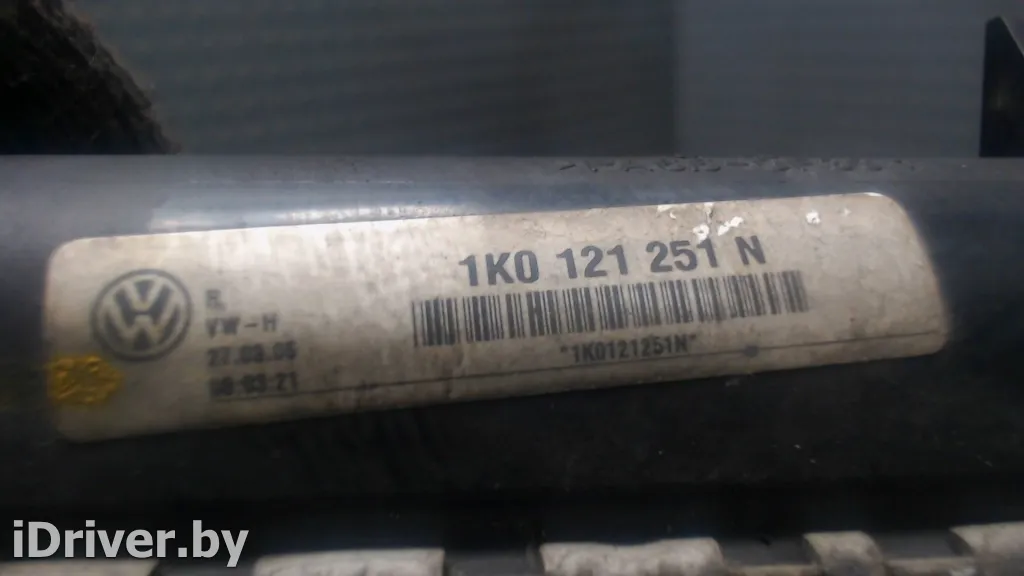 1K0 121 251 N
*1K0121251N*
VW-H
iDriver.by